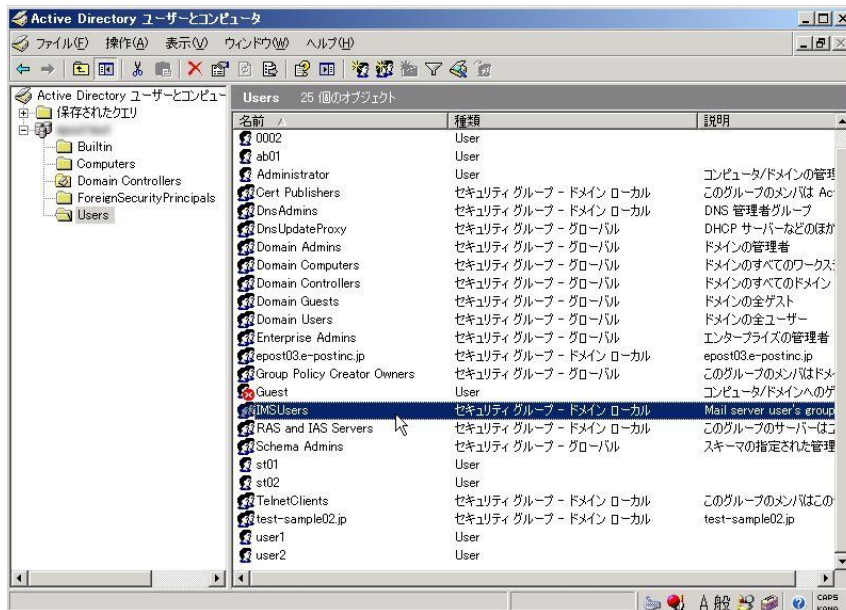 Active Directory ユーザーとコンピュータ
ファイル(F) 操作(A) 表示(V) ウィンドウ(W) ヘルプ(H)
Active Directory ユーザーとコンピュー
保存されたクエリ
Builtin
Computers
Domain Controllers
ForeignSecurityPrincipals
Users
Users 25 個のオブジェクト
名前 種類 説明
0002 User
ab01 User
Administrator User コンピュータ/ドメインの管理
Cert Publishers セキュリティ グループ - ドメイン ローカル このグループのメンバは Ac
DnsAdmins セキュリティ グループ - ドメイン ローカル DNS 管理者グループ
DnsUpdateProxy セキュリティ グループ - グローバル DHCP サーバーなどのほか
Domain Admins セキュリティ グループ - グローバル ドメインの管理者
Domain Computers セキュリティ グループ - グローバル ドメインのすべてのワークス
Domain Controllers セキュリティ グループ - グローバル ドメインのすべてのドメイン
Domain Guests セキュリティ グループ - グローバル ドメインの全ゲスト
Domain Users セキュリティ グループ - グローバル ドメインの全ユーザー
Enterprise Admins セキュリティ グループ - グローバル エンタープライズの管理者
epost03.e-postinc.jp セキュリティ グループ - ドメイン ローカル epost03.e-postinc.jp
Group Policy Creator Owners セキュリティ グループ - グローバル このグループのメンバはドメ
Guest User コンピュータ/ドメインへのゲ
IMSUsers セキュリティ グループ - ドメイン ローカル Mail server user's group
RAS and IAS Servers セキュリティ グループ - ドメイン ローカル このグループのサーバーはユ
Schema Admins セキュリティ グループ - グローバル スキーマの指定された管理
st01 User
st02 User
TelnetClients セキュリティ グループ - ドメイン ローカル このグループのメンバはこの
test-sample02.jp セキュリティ グループ - ドメイン ローカル test-sample02.jp
user1 User
user2 User
A 般 CAPS
KANA